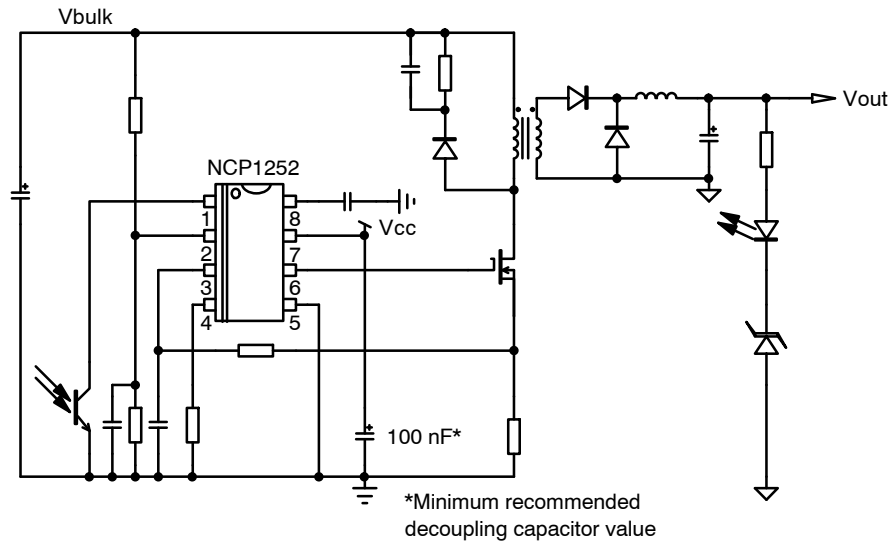 Vbulk
Vout
NCP1252
1
8
Vcc
2
7
3
6
4
5
100 nF*
*Minimum recommended
decoupling capacitor value